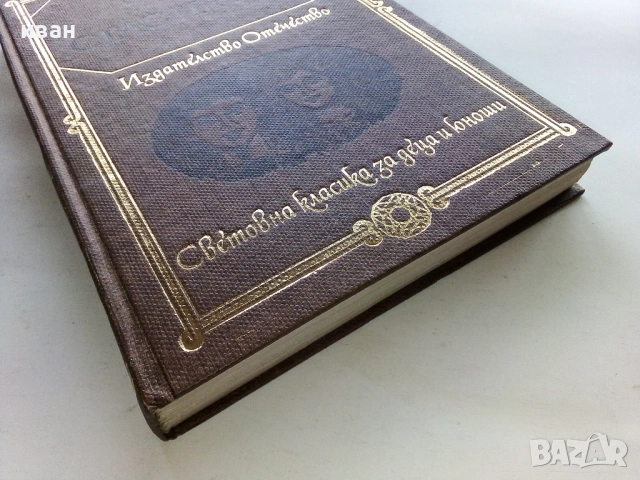 кван
Издателство Отечество
Световна класика за деца и юноши
BAZAR